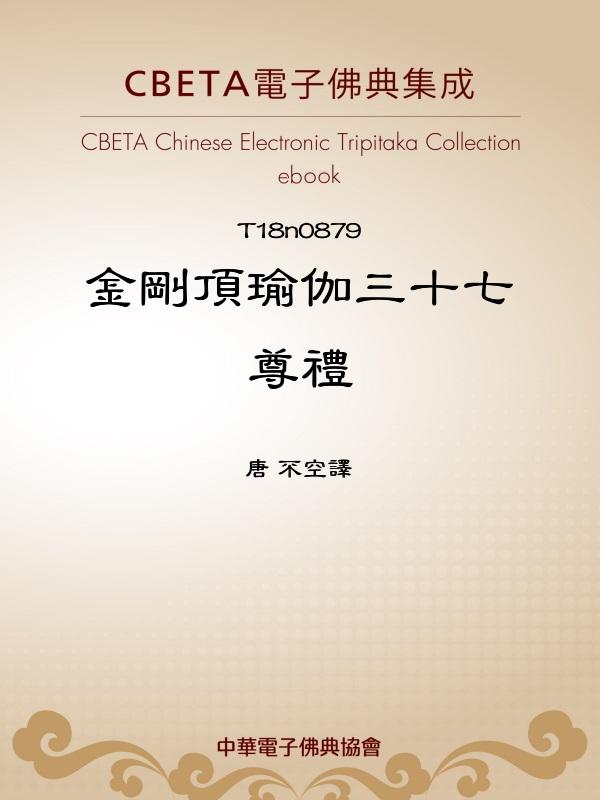 CBETA電子佛典集成
CBETA Chinese Electronic Tripitaka Collection
ebook
T18n0879
金剛頂瑜伽三十七
尊禮
唐 不空譯
中華電子佛典協會